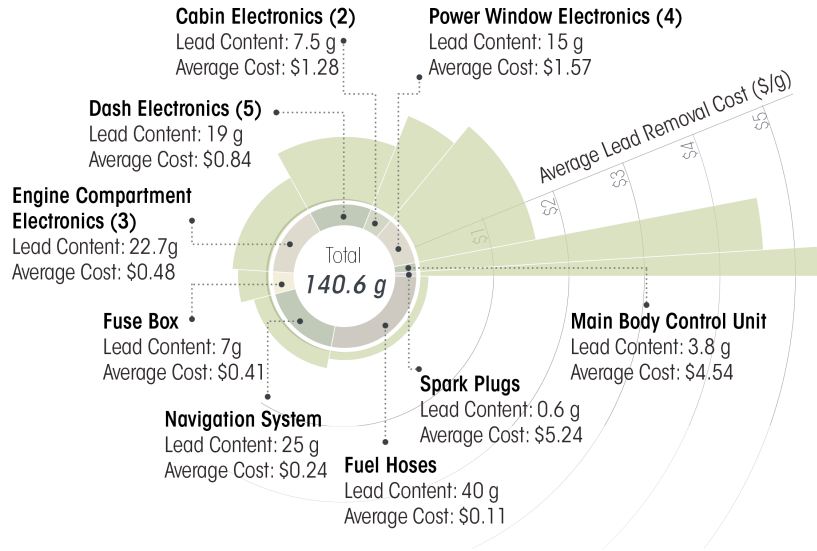 Cabin Electronics (2)
Lead Content: 7.5 g
Average Cost: $1.28
Power Window Electronics (4)
Lead Content: 15 g
Average Cost: $1.57
Dash Electronics (5)
Lead Content: 19 g
Average Cost: $0.84
Average Lead Removal Cost ($/g)
$1
$2
$3
$4
$5
Engine Compartment
Electronics (3)
Lead Content: 22.7g
Average Cost: $0.48
Total
140.6 g
Fuse Box
Lead Content: 7g
Average Cost: $0.41
Main Body Control Unit
Lead Content: 3.8 g
Average Cost: $4.54
Spark Plugs
Lead Content: 0.6 g
Average Cost: $5.24
Navigation System
Lead Content: 25 g
Average Cost: $0.24
Fuel Hoses
Lead Content: 40 g
Average Cost: $0.11